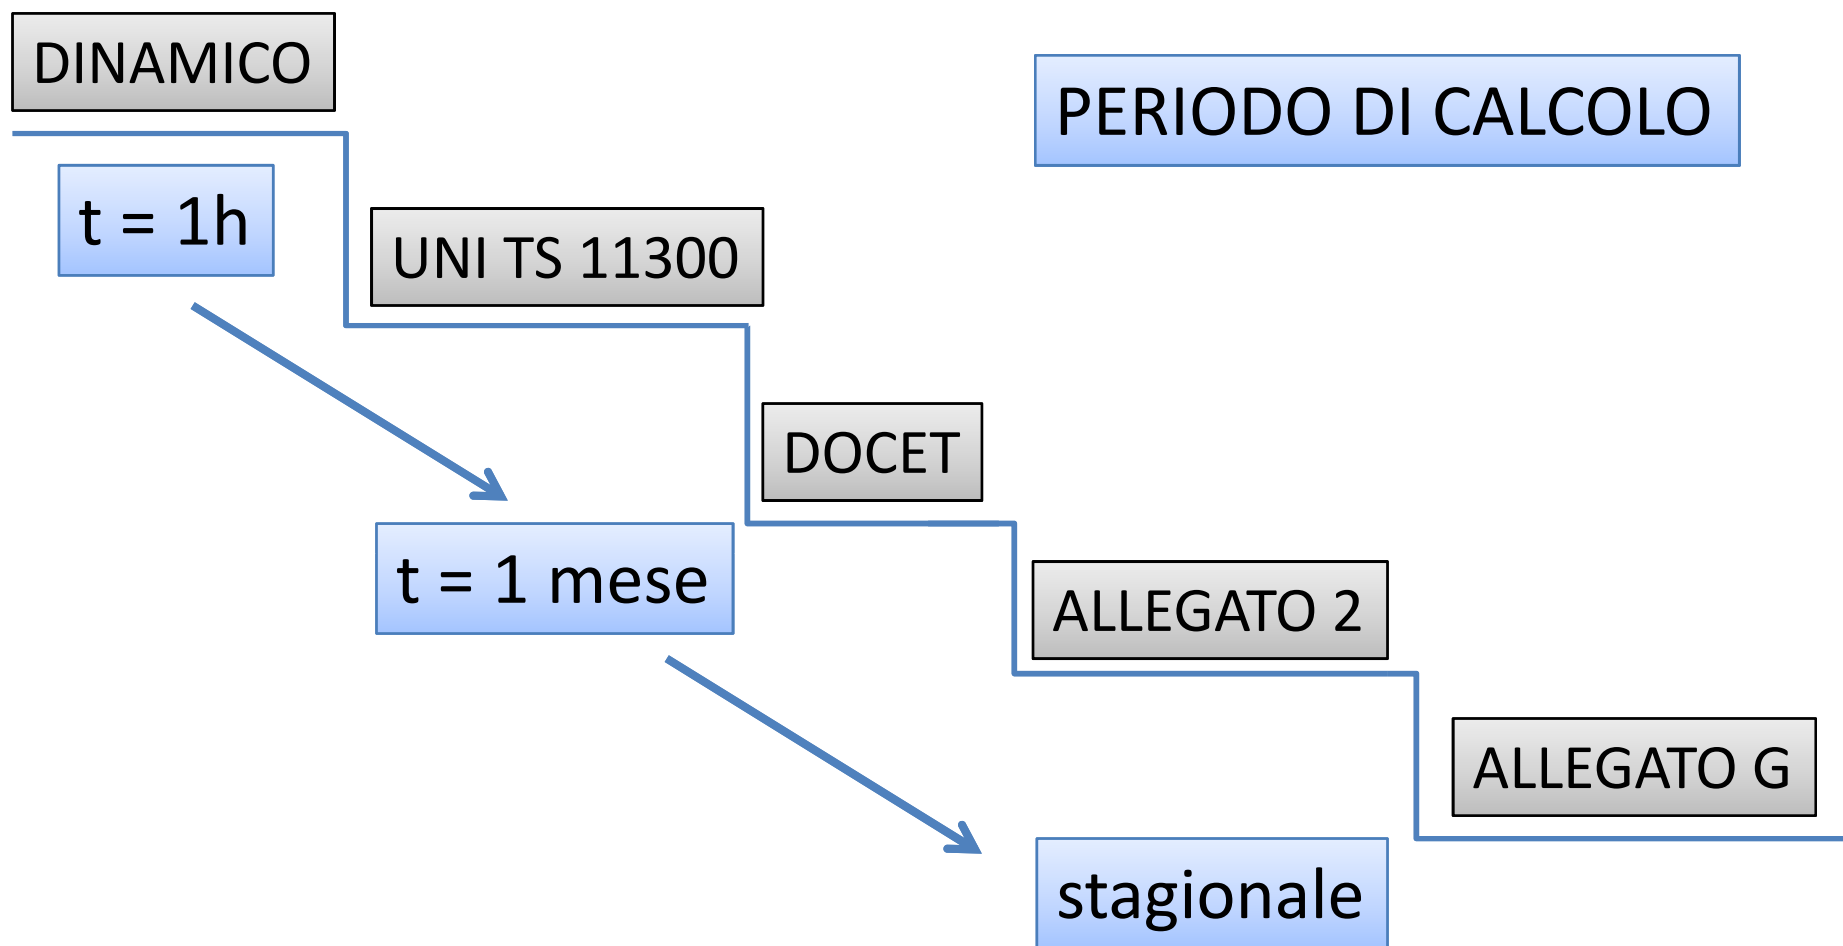 DINAMICO
PERIODO DI CALCOLO
t = 1h
UNI TS 11300
DOCET
t = 1 mese
ALLEGATO 2
ALLEGATO G
stagionale